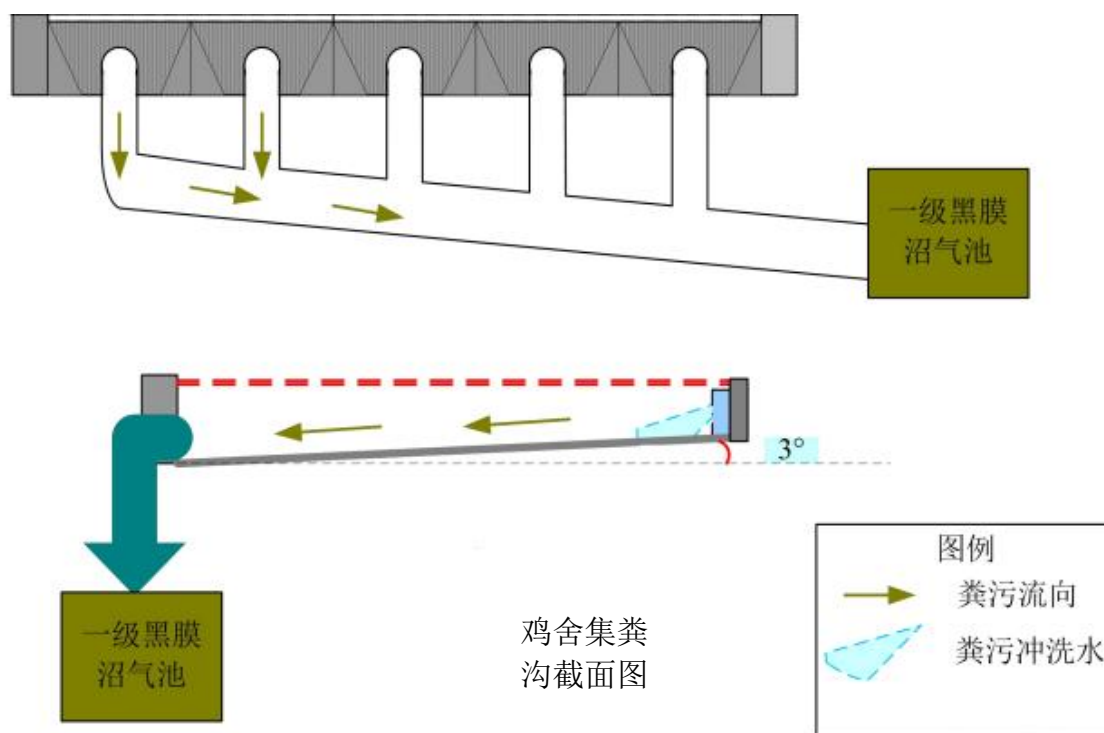 一级黑膜
沼气池
3°
一级黑膜
沼气池
鸡舍集粪
沟截面图
图例
粪污流向
粪污冲洗水